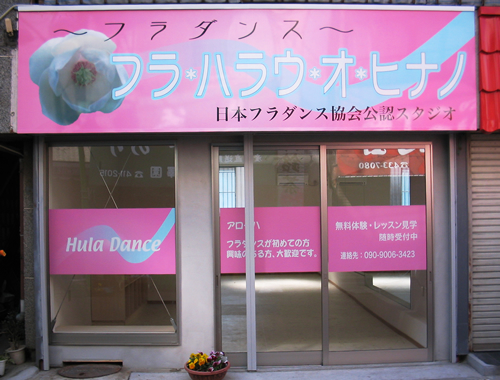 ～フラダンス～
フラ*ハラウ*オ*ヒナノ
日本フラダンス協会公認スタジオ
433-7080
Hula Dance
アロ～ハ
フラダンスが初めての方
興味のある方、大歓迎です。
無料体験・レッスン見学
随時受付中
連絡先：090-9006-3423